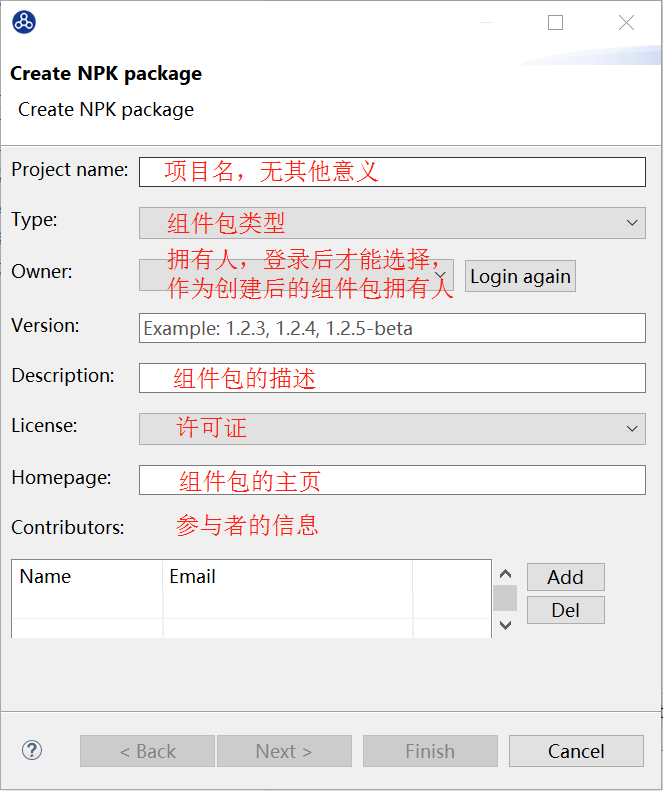 Create NPK package
Create NPK package
Project name: 项目名，无其他意义
Type: 组件包类型
Owner: 拥有人，登录后才能选择，
作为创建后的组件包拥有人
Login again
Version: Example: 1.2.3, 1.2.4, 1.2.5-beta
Description: 组件包的描述
License: 许可证
Homepage: 组件包的主页
Contributors: 参与者的信息
Name Email
Add
Del
< Back Next > Finish Cancel